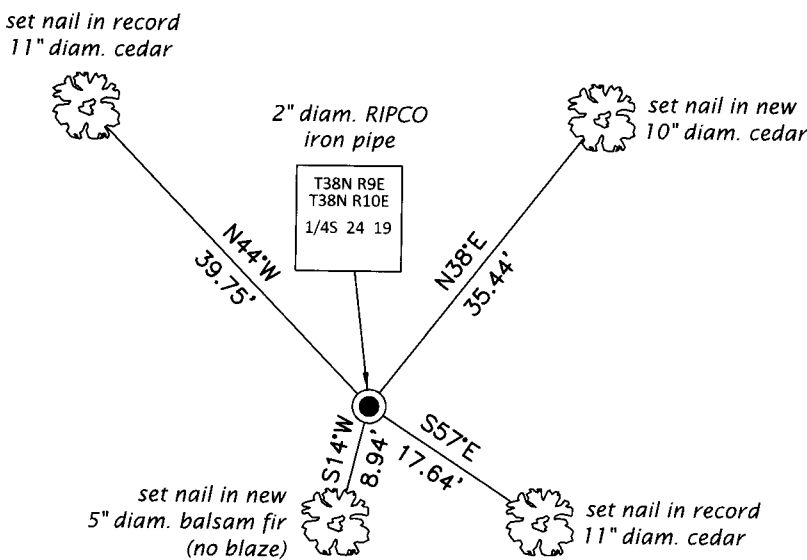 set nail in record
11" diam. cedar
2" diam. RIPCO
iron pipe
set nail in new
10" diam. cedar
T38N R9E
T38N R10E
1/4S 24 19
N44°W
39.75'
N38°E
35.44'
S14°W
8.94'
S57°E
17.64'
set nail in new
5" diam. balsam fir
(no blaze)
set nail in record
11" diam. cedar